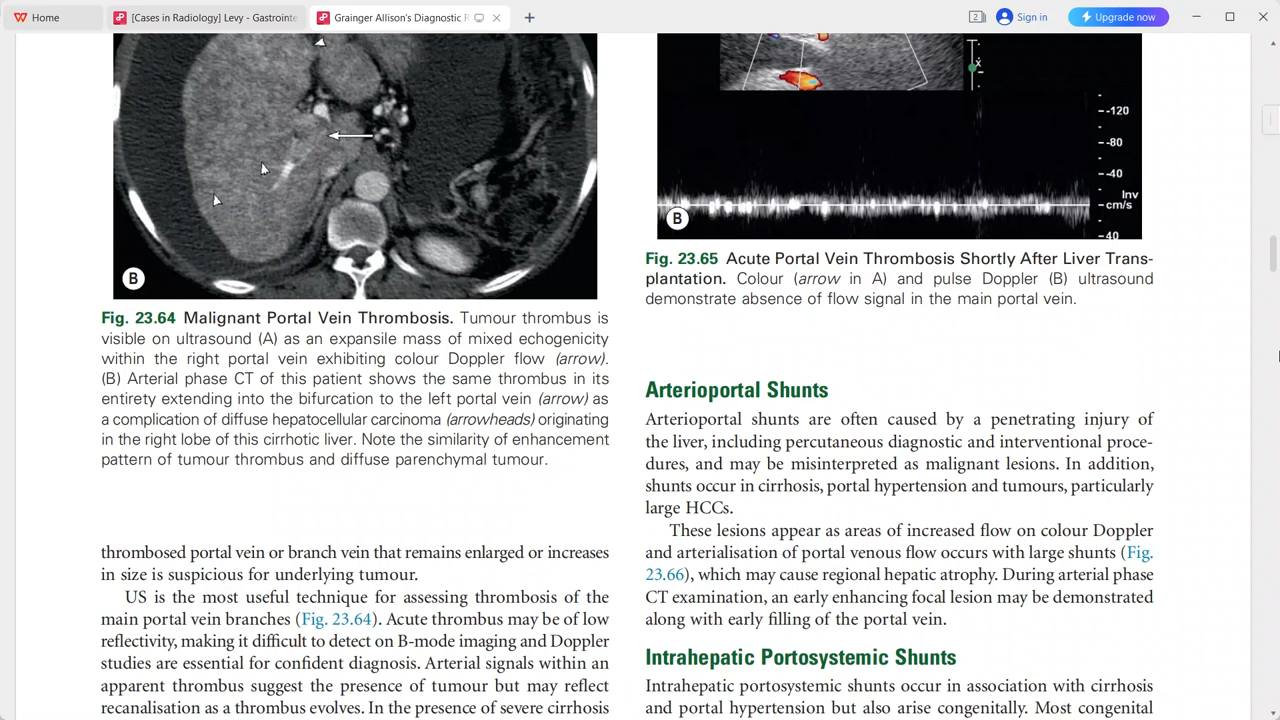 Home
[Cases in Radiology] Levy - Gastrointe
Grainger Allison's Diagnostic R
2
Sign in
Upgrade now
B
Fig. 23.64 Malignant Portal Vein Thrombosis. Tumour thrombus is
visible on ultrasound (A) as an expansile mass of mixed echogenicity
within the right portal vein exhibiting colour Doppler flow (arrow).
(B) Arterial phase CT of this patient shows the same thrombus in its
entirety extending into the bifurcation to the left portal vein (arrow) as
a complication of diffuse hepatocellular carcinoma (arrowheads) originating
in the right lobe of this cirrhotic liver. Note the similarity of enhancement
pattern of tumour thrombus and diffuse parenchymal tumour.
thrombosed portal vein or branch vein that remains enlarged or increases
in size is suspicious for underlying tumour.
US is the most useful technique for assessing thrombosis of the
main portal vein branches (Fig. 23.64). Acute thrombus may be of low
reflectivity, making it difficult to detect on B-mode imaging and Doppler
studies are essential for confident diagnosis. Arterial signals within an
apparent thrombus suggest the presence of tumour but may reflect
recanalisation as a thrombus evolves. In the presence of severe cirrhosis
-120
-80
-40
Inv
cm/s
40
B
Fig. 23.65 Acute Portal Vein Thrombosis Shortly After Liver Trans-
plantation. Colour (arrow in A) and pulse Doppler (B) ultrasound
demonstrate absence of flow signal in the main portal vein.
Arterioportal Shunts
Arterioportal shunts are often caused by a penetrating injury of
the liver, including percutaneous diagnostic and interventional proce-
dures, and may be misinterpreted as malignant lesions. In addition,
shunts occur in cirrhosis, portal hypertension and tumours, particularly
large HCCs.
These lesions appear as areas of increased flow on colour Doppler
and arterialisation of portal venous flow occurs with large shunts (Fig.
23.66), which may cause regional hepatic atrophy. During arterial phase
CT examination, an early enhancing focal lesion may be demonstrated
along with early filling of the portal vein.
Intrahepatic Portosystemic Shunts
Intrahepatic portosystemic shunts occur in association with cirrhosis
and portal hypertension but also arise congenitally. Most congenital